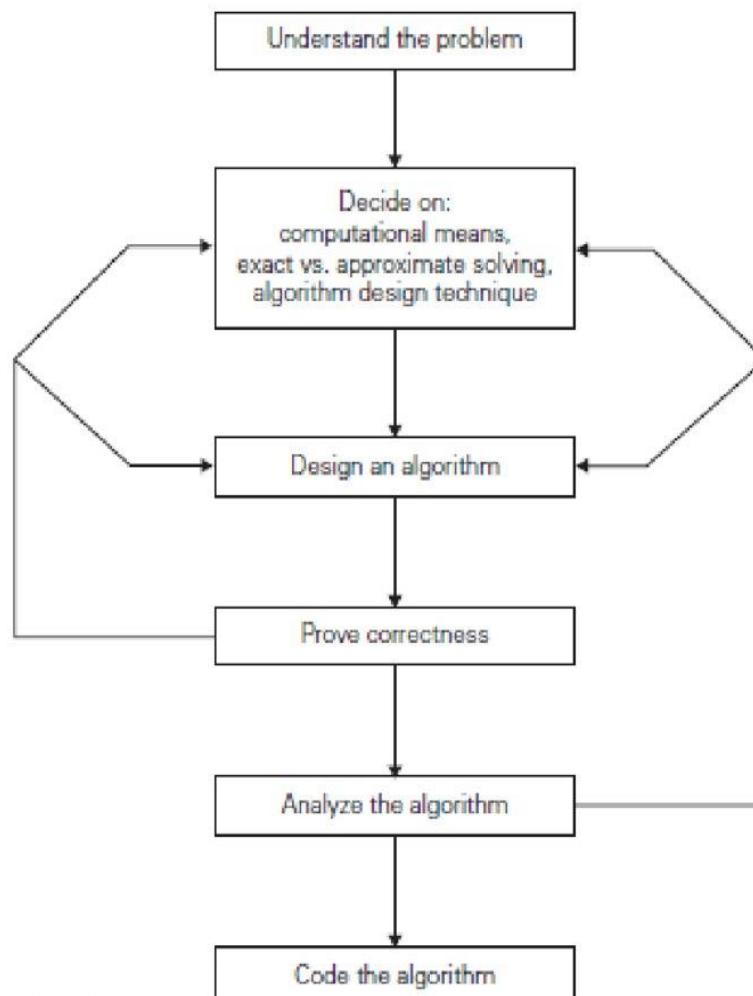 Understand the problem
Decide on:
computational means,
exact vs. approximate solving,
algorithm design technique
Design an algorithm
Prove correctness
Analyze the algorithm
Code the algorithm